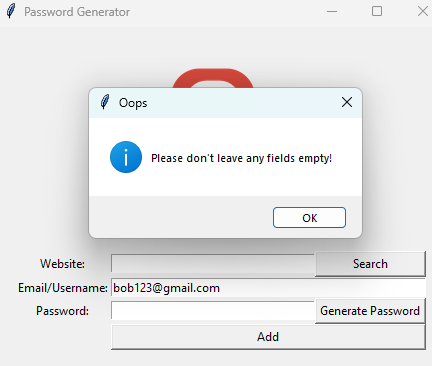 Password Generator
Oops
Please don't leave any fields empty!
OK
Website:
Search
Email/Username:
bob123@gmail.com
Password:
Generate Password
Add